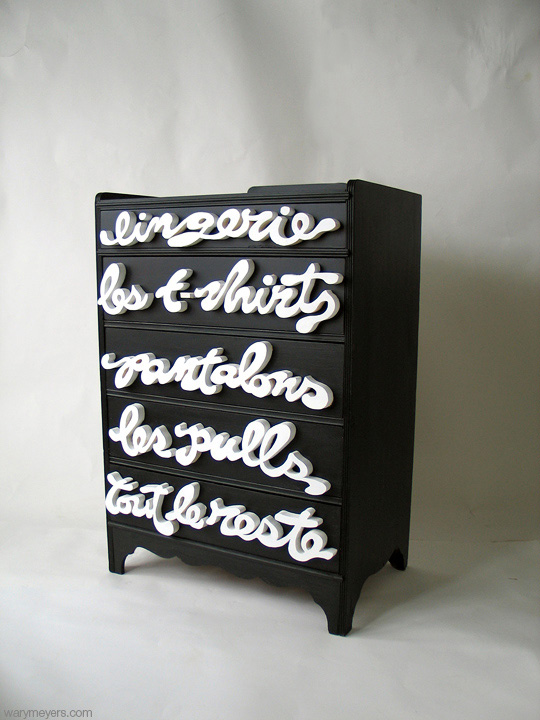 lingerie
les t-shirts
pantalons
les pulls
tout le reste
warymeyers.com